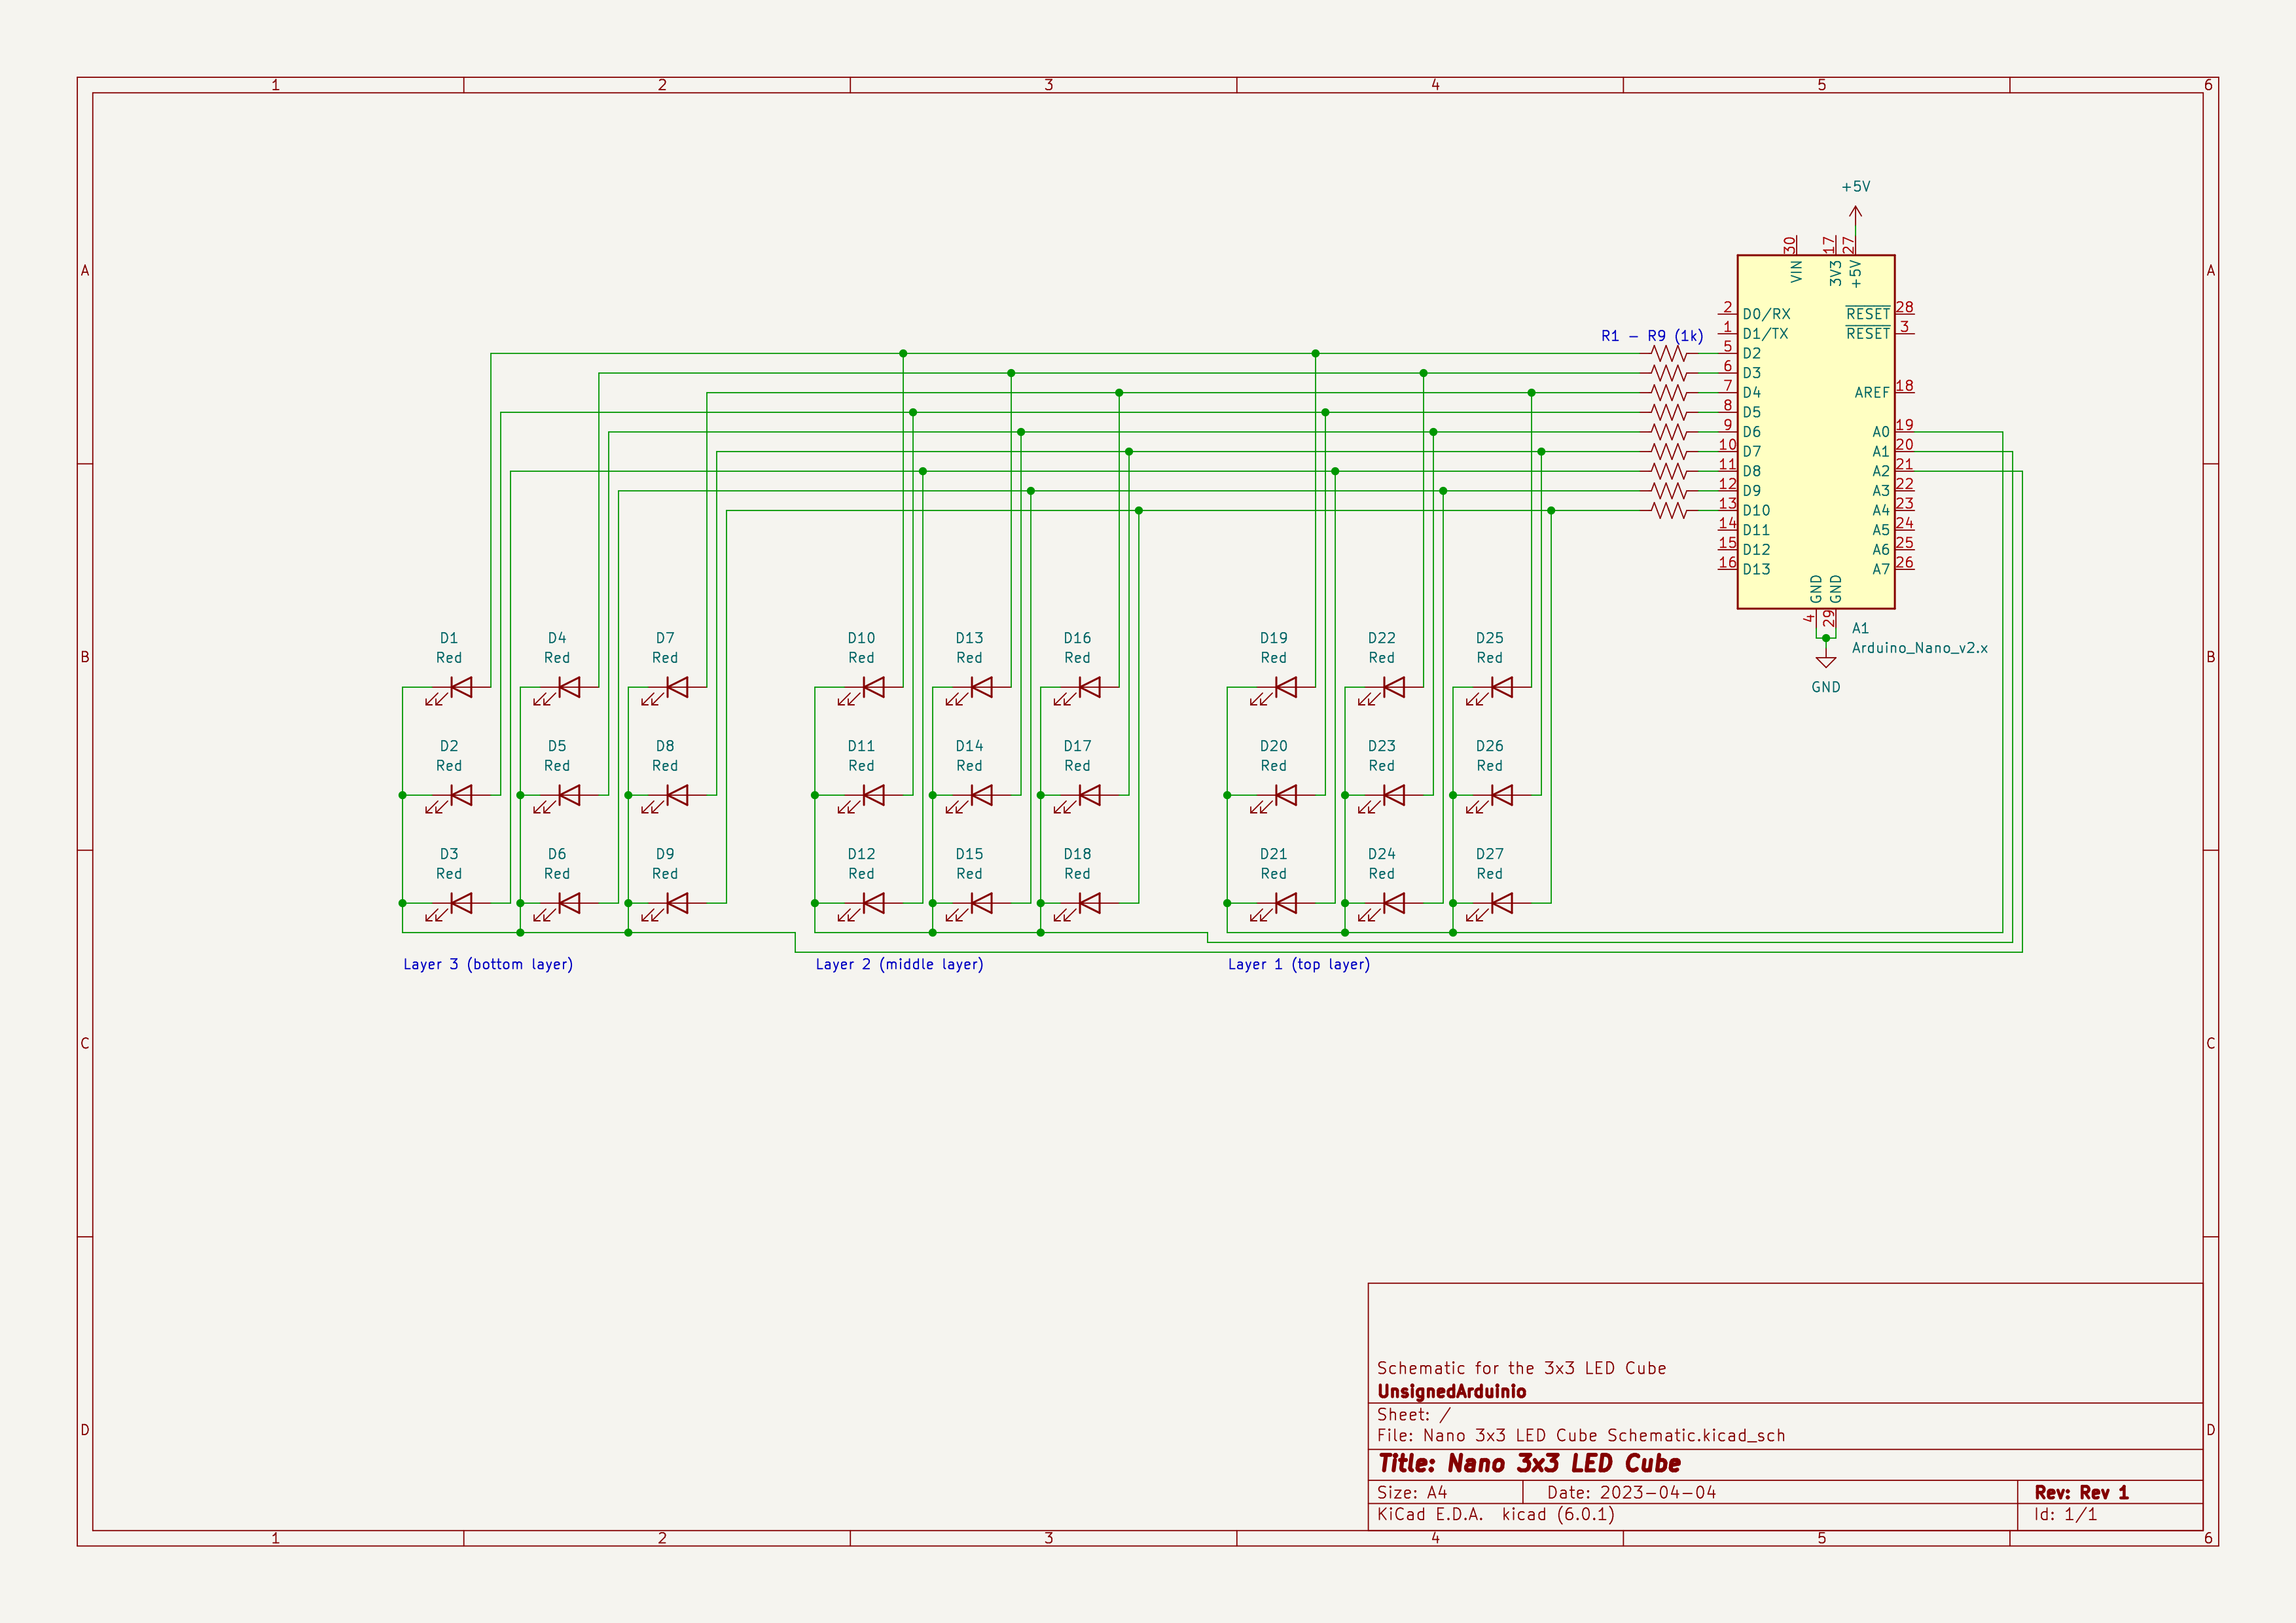 1 2 3 4 5 6
+5V
30 17 27
VIN 3V3 +5V
A A
2 D0/RX RESET 28
1 D1/TX RESET 3
R1 - R9 (1k)
5 D2
6 D3
7 D4 AREF 18
8 D5
9 D6 A0 19
10 D7 A1 20
11 D8 A2 21
12 D9 A3 22
13 D10 A4 23
14 D11 A5 24
15 D12 A6 25
16 D13 A7 26
GND GND
4 29
A1
Arduino_Nano_v2.x
GND
B B
D1 D4 D7 D10 D13 D16 D19 D22 D25
Red Red Red Red Red Red Red Red Red
D2 D5 D8 D11 D14 D17 D20 D23 D26
Red Red Red Red Red Red Red Red Red
D3 D6 D9 D12 D15 D18 D21 D24 D27
Red Red Red Red Red Red Red Red Red
Layer 3 (bottom layer) Layer 2 (middle layer) Layer 1 (top layer)
C C
Schematic for the 3x3 LED Cube
UnsignedArduinio
Sheet: /
File: Nano 3x3 LED Cube Schematic.kicad_sch
D D
Title: Nano 3x3 LED Cube
Size: A4 Date: 2023-04-04 Rev: Rev 1
KiCad E.D.A. kicad (6.0.1) Id: 1/1
1 2 3 4 5 6